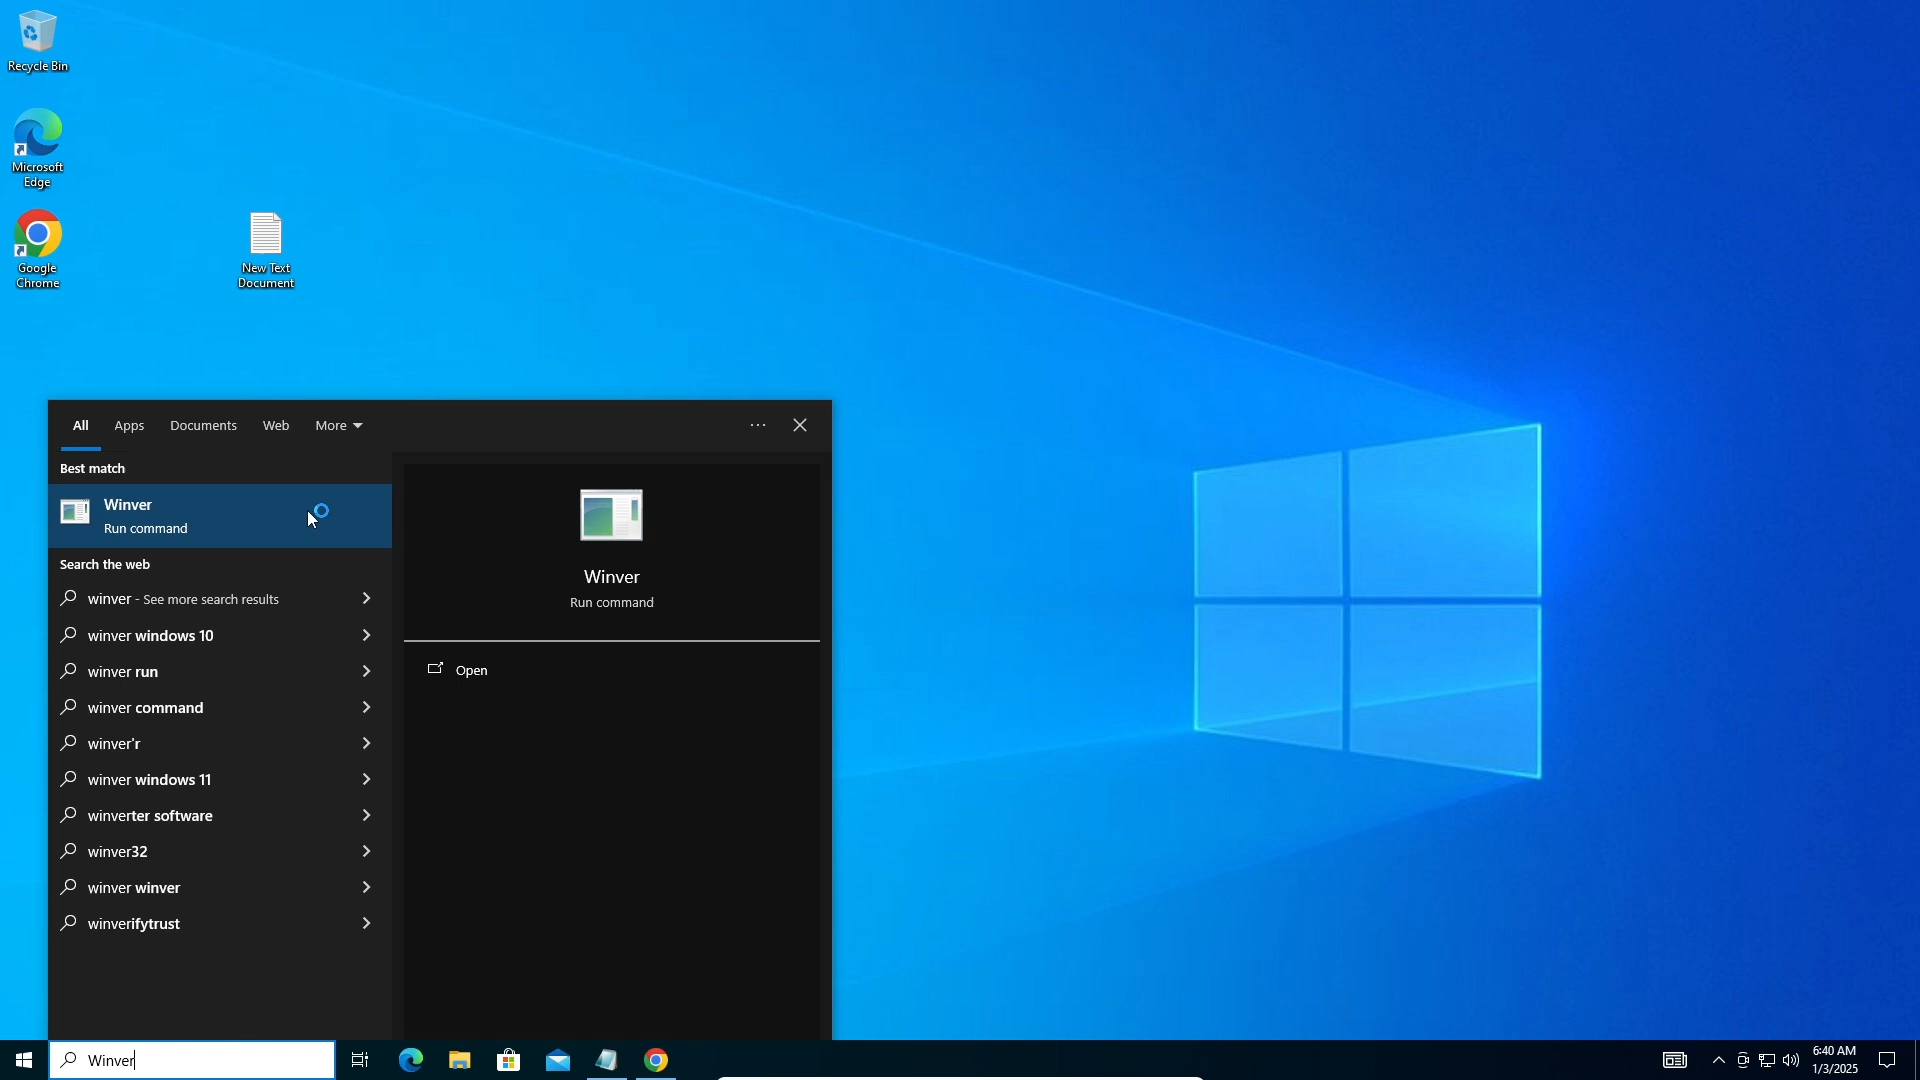 Recycle Bin
Microsoft
Edge
Google
Chrome
New Text
Document
All Apps Documents Web More
Best match
Winver
Run command
Search the web
winver - See more search results
winver windows 10
winver run
winver command
winver'r
winver windows 11
winverter software
winver32
winver winver
winverifytrust
Winver
Run command
Open
Winver
6:40 AM
1/3/2025